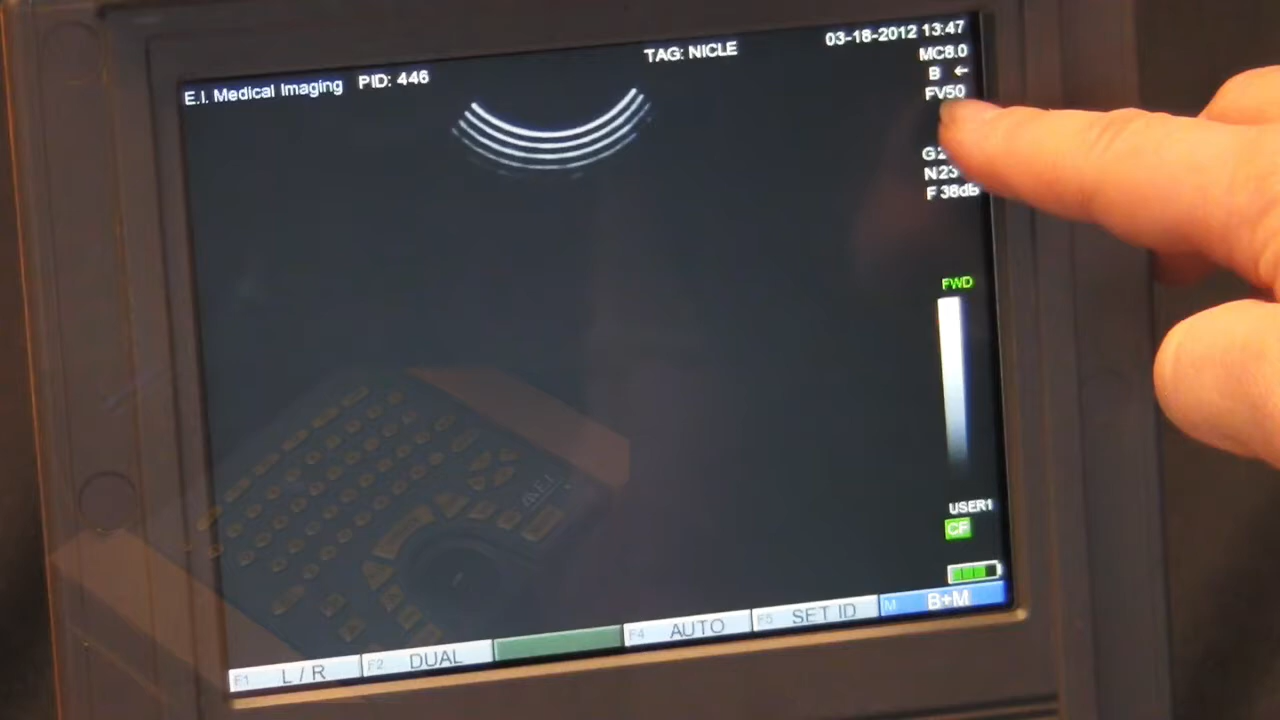 E.I. Medical Imaging PID: 446
TAG: NICLE
03-18-2012 13:47
MC8.0
B ←
FV50
N23
F 36dB
FWD
USER1
CF
F1 L / R
F2 DUAL
F4 AUTO
F5 SET ID
M B+M